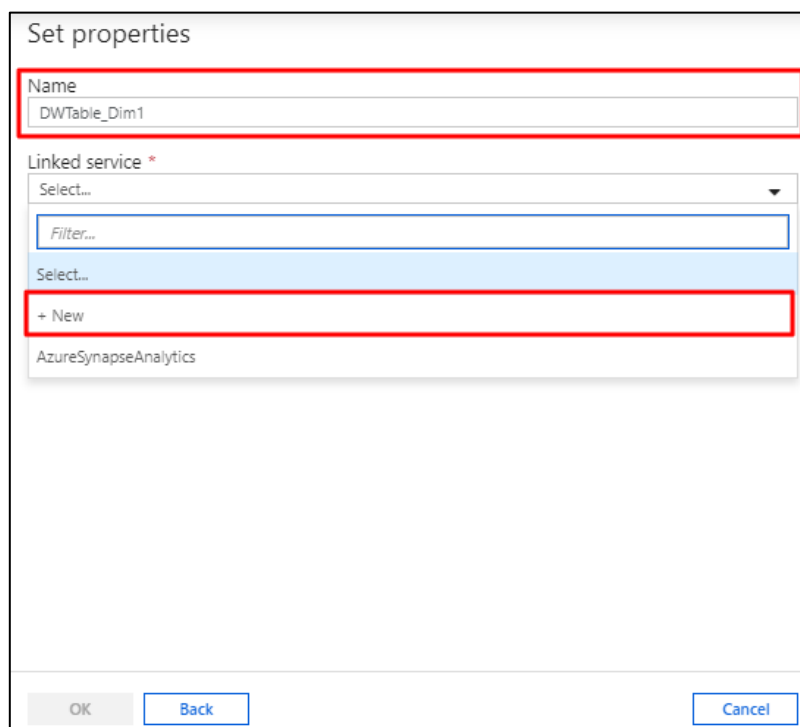 Set properties
Name
DWTable_Dim1
Linked service *
Select...
Filter...
Select...
+ New
AzureSynapseAnalytics
OK Back Cancel